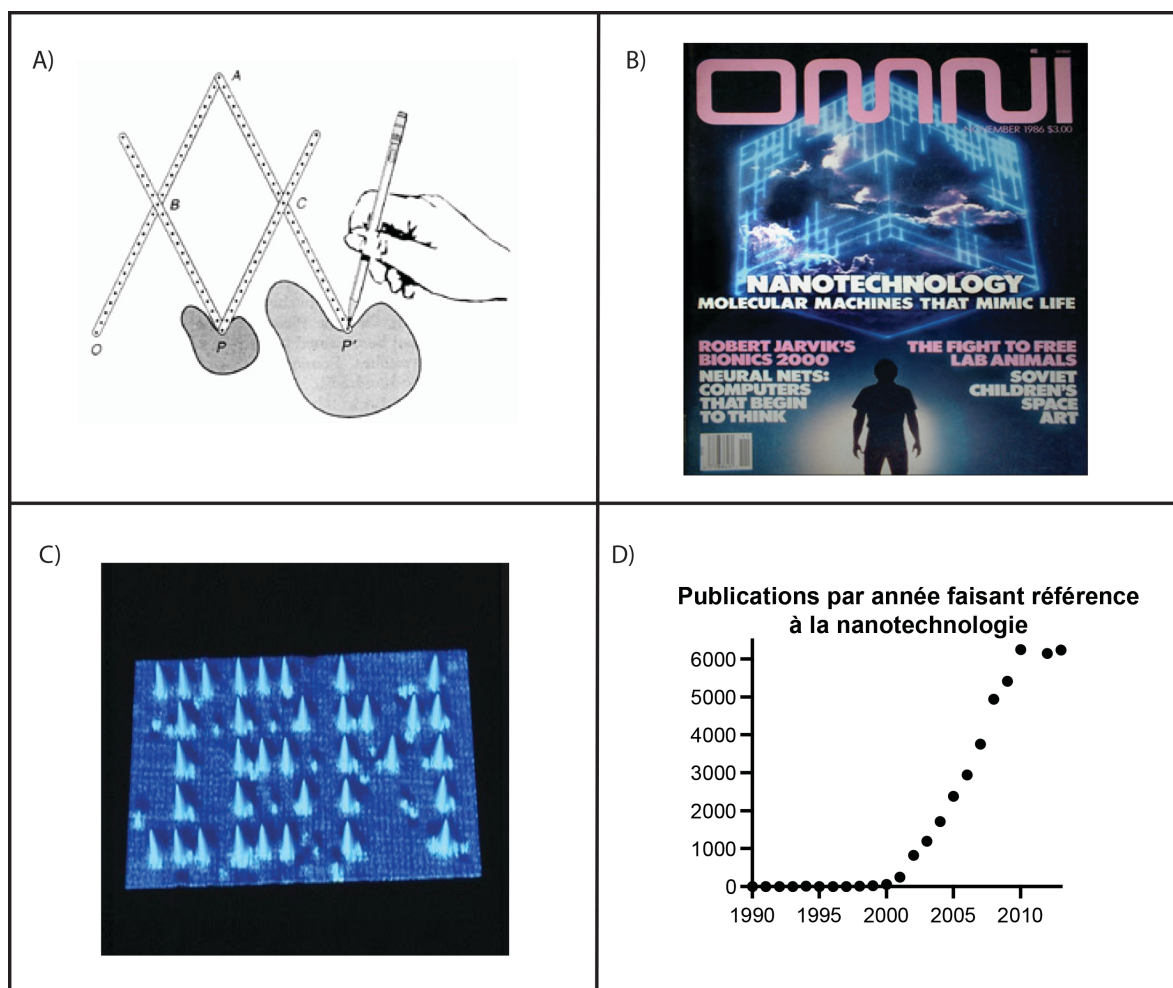 A)
A
B
C
O
P
P'
B)
OMNI
NOVEMBER 1986 $3.00
NANOTECHNOLOGY
MOLECULAR MACHINES THAT MIMIC LIFE
ROBERT JARVIK'S
BIONICS 2000
NEURAL NETS:
COMPUTERS
THAT BEGIN
TO THINK
THE FIGHT TO FREE
LAB ANIMALS
SOVIET
CHILDREN'S
SPACE
ART
C)
IBM
D)
Publications par année faisant référence
à la nanotechnologie
6000
5000
4000
3000
2000
1000
0
1990
1995
2000
2005
2010